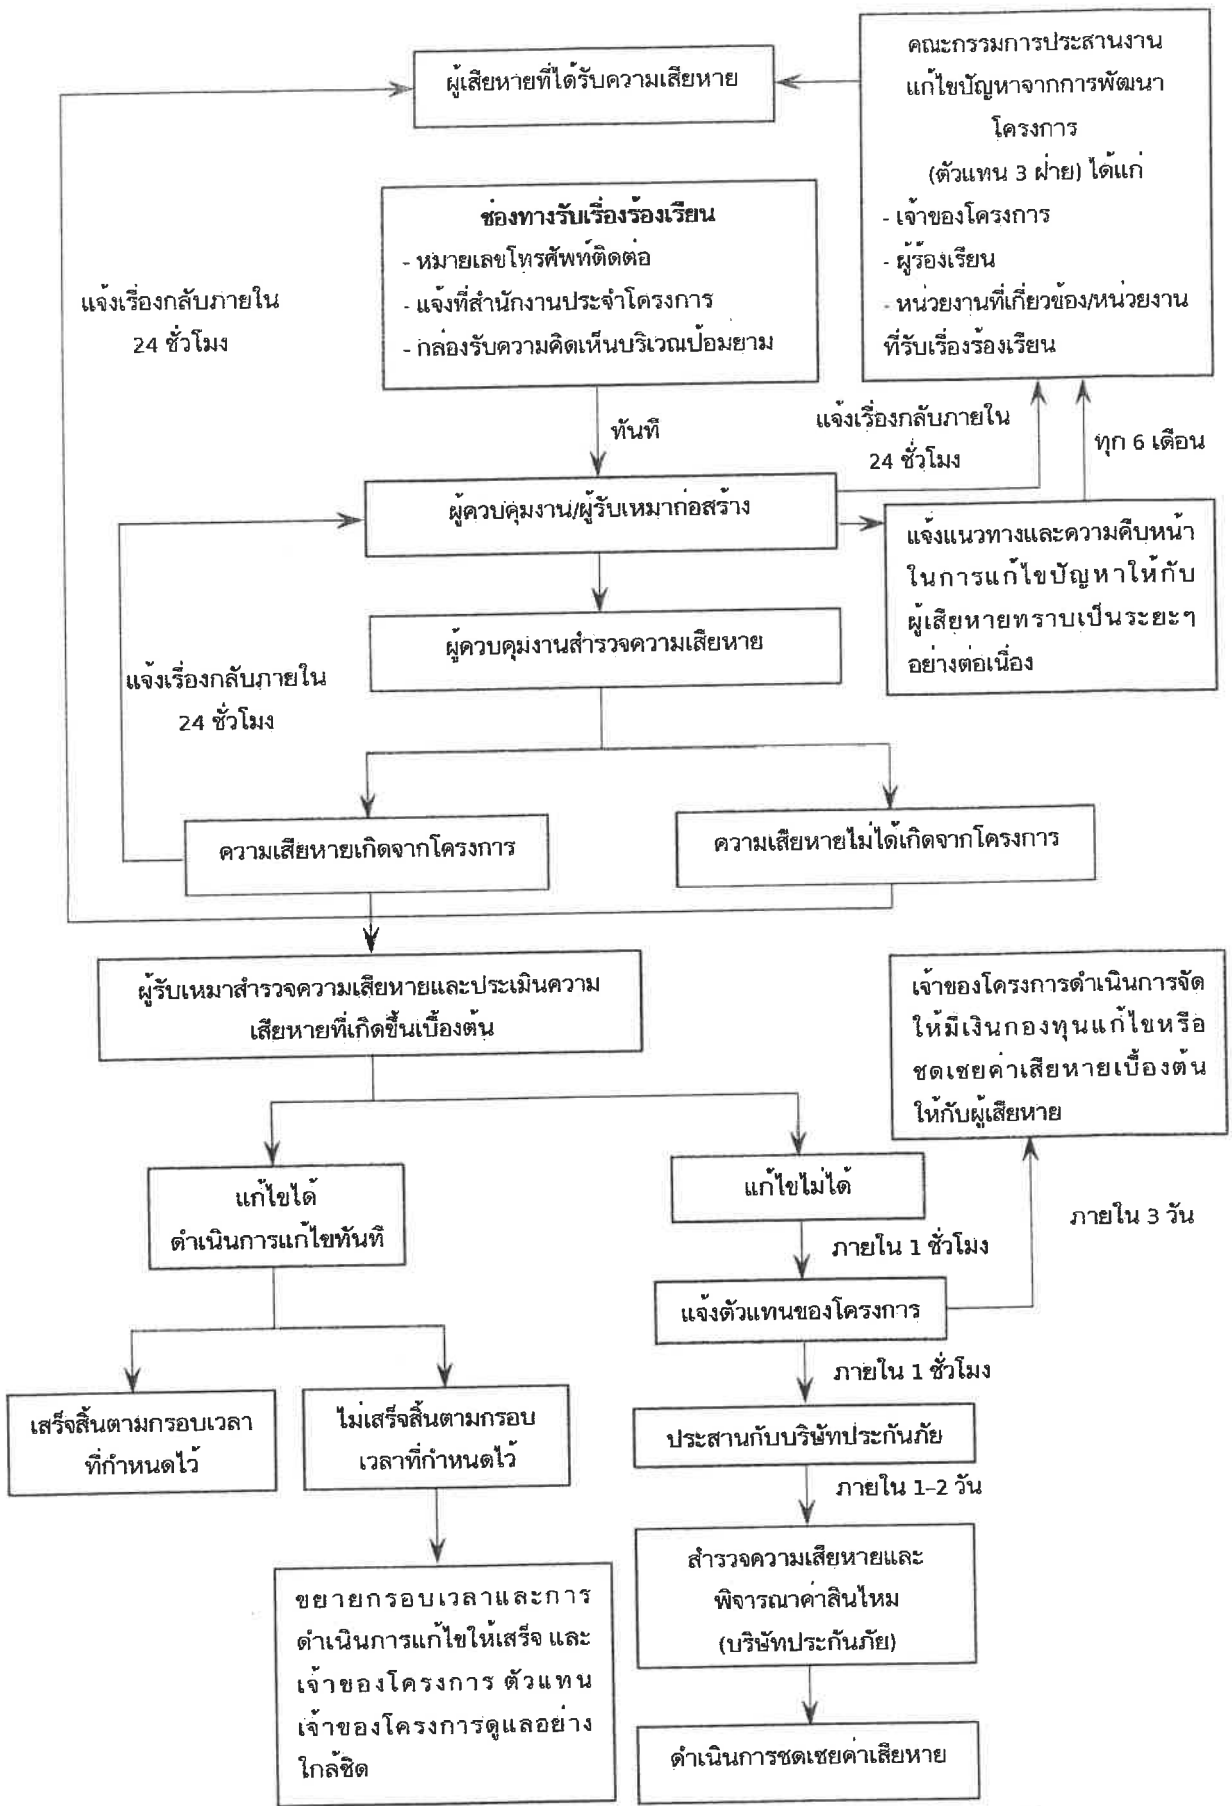 ผู้เสียหายที่ได้รับความเสียหาย
คณะกรรมการประสานงาน
แก้ไขปัญหาจากการพัฒนา
โครงการ
(ตัวแทน 3 ฝ่าย) ได้แก่
- เจ้าของโครงการ
- ผู้ร้องเรียน
- หน่วยงานที่เกี่ยวข้อง/หน่วยงาน
ที่รับเรื่องร้องเรียน
ช่องทางรับเรื่องร้องเรียน
- หมายเลขโทรศัพท์ติดต่อ
- แจ้งที่สำนักงานประจำโครงการ
- กล่องรับความคิดเห็นบริเวณป้อมยาม
แจ้งเรื่องกลับภายใน
24 ชั่วโมง
ทันที
แจ้งเรื่องกลับภายใน
24 ชั่วโมง
ทุก 6 เดือน
ผู้ควบคุมงาน/ผู้รับเหมาก่อสร้าง
แจ้งแนวทางและความคืบหน้า
ในการแก้ไขปัญหาให้กับ
ผู้เสียหายทราบเป็นระยะๆ
อย่างต่อเนื่อง
ผู้ควบคุมงานสำรวจความเสียหาย
แจ้งเรื่องกลับภายใน
24 ชั่วโมง
ความเสียหายเกิดจากโครงการ
ความเสียหายไม่ได้เกิดจากโครงการ
ผู้รับเหมาสำรวจความเสียหายและประเมินความ
เสียหายที่เกิดขึ้นเบื้องต้น
เจ้าของโครงการดำเนินการจัด
ให้มีเงินกองทุนแก้ไขหรือ
ชดเชยค่าเสียหายเบื้องต้น
ให้กับผู้เสียหาย
แก้ไขได้
ดำเนินการแก้ไขทันที
แก้ไขไม่ได้
ภายใน 3 วัน
ภายใน 1 ชั่วโมง
แจ้งตัวแทนของโครงการ
ภายใน 1 ชั่วโมง
เสร็จสิ้นตามกรอบเวลา
ที่กำหนดไว้
ไม่เสร็จสิ้นตามกรอบ
เวลาที่กำหนดไว้
ประสานกับบริษัทประกันภัย
ภายใน 1–2 วัน
สำรวจความเสียหายและ
พิจารณาค่าสินไหม
(บริษัทประกันภัย)
ขยายกรอบเวลาและการ
ดำเนินการแก้ไขให้เสร็จ และ
เจ้าของโครงการ ตัวแทน
เจ้าของโครงการดูแลอย่าง
ใกล้ชิด
ดำเนินการชดเชยค่าเสียหาย